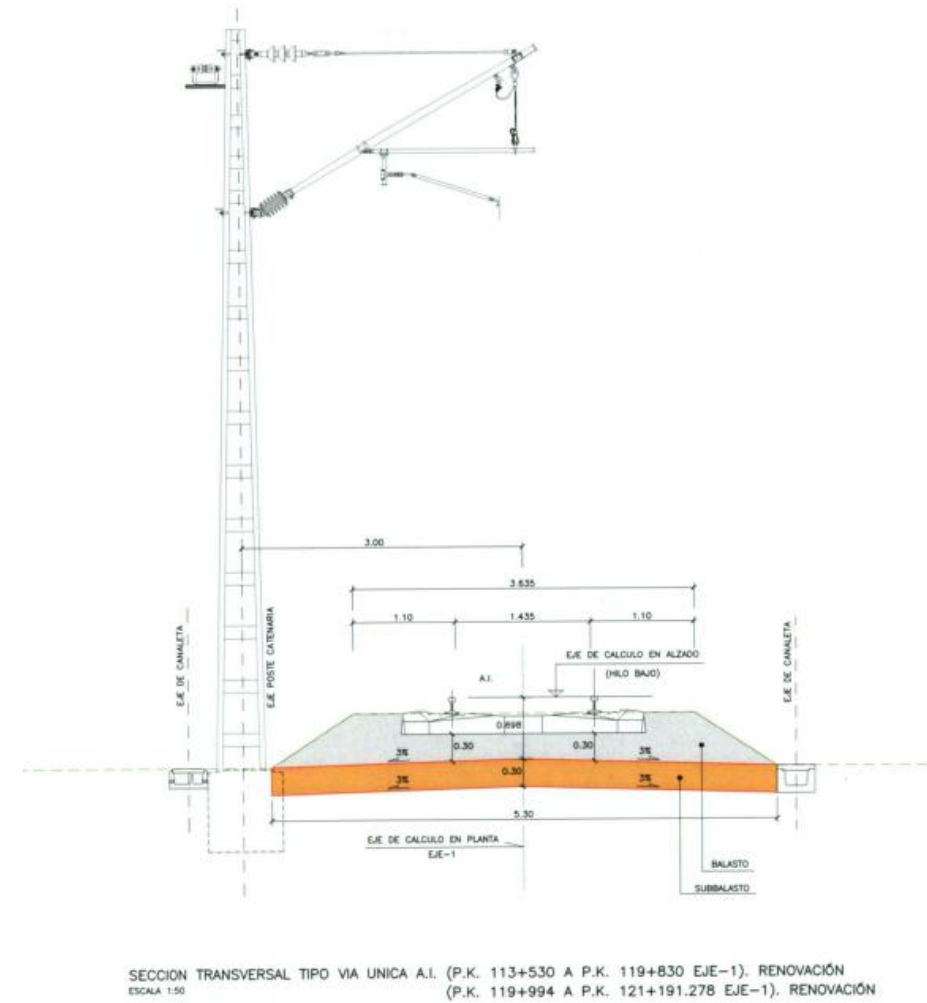 3.00
3.635
1.10
1.435
1.10
EJE DE CANALETA
EJE POSTE CATENARIA
EJE DE CALCULO EN ALZADO
(HILO BAJO)
EJE DE CANALETA
A.I.
0.698
0.30
0.30
3%
3%
0.30
3%
3%
5.30
EJE DE CALCULO EN PLANTA
EJE-1
BALASTO
SUBBALASTO
SECCION TRANSVERSAL TIPO VIA UNICA A.I. (P.K. 113+530 A P.K. 119+830 EJE-1). RENOVACIÓN
ESCALA 1:50
(P.K. 119+994 A P.K. 121+191.278 EJE-1). RENOVACIÓN